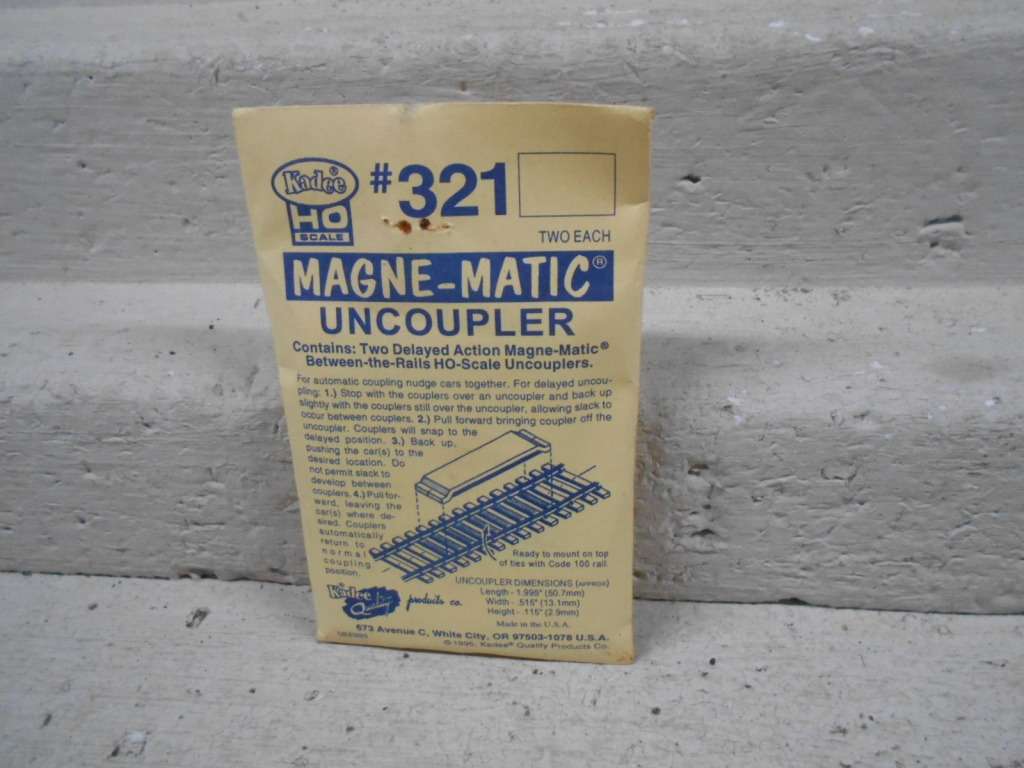 Kadee®
HO
SCALE
#321
TWO EACH
MAGNE-MATIC®
UNCOUPLER
Contains: Two Delayed Action Magne-Matic®
Between-the-Rails HO-Scale Uncouplers.
For automatic coupling nudge cars together. For delayed uncou-
pling: 1.) Stop with the couplers over an uncoupler and back up
slightly with the couplers still over the uncoupler, allowing slack to
occur between couplers. 2.) Pull forward bringing coupler off the
uncoupler. Couplers will snap to the
delayed position. 3.) Back up,
pushing the car(s) to the
desired location. Do
not permit slack to
develop between
couplers. 4.) Pull for-
ward, leaving the
car(s) where de-
sired. Couplers
automatically
return to
normal
coupling
position.
Ready to mount on top
of ties with Code 100 rail.
UNCOUPLER DIMENSIONS (APPROX)
Length - 1.998" (50.7mm)
Width - .515" (13.1mm)
Height - .115" (2.9mm)
Made in the U.S.A.
Kadee
Quality products co.
673 Avenue C, White City, OR 97503-1078 U.S.A.
Kadee® Quality Products Co.